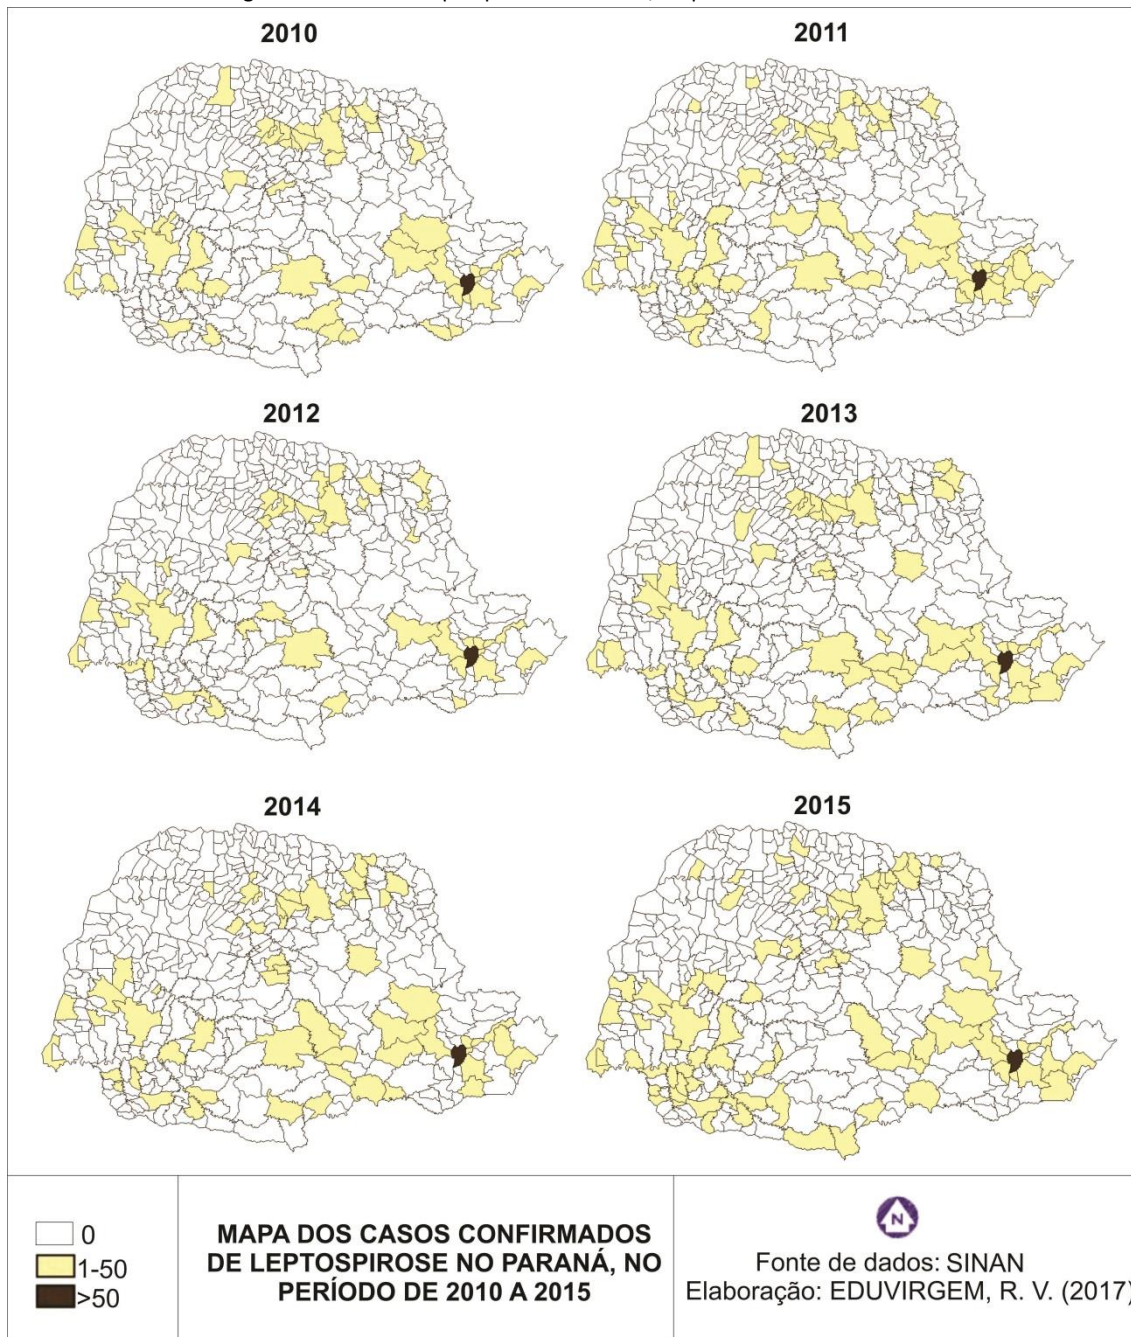 2010
2011
2012
2013
2014
2015
0
1-50
>50
MAPA DOS CASOS CONFIRMADOS
DE LEPTOSPIROSE NO PARANÁ, NO
PERÍODO DE 2010 A 2015
N
Fonte de dados: SINAN
Elaboração: EDUVIRGEM, R. V. (2017)